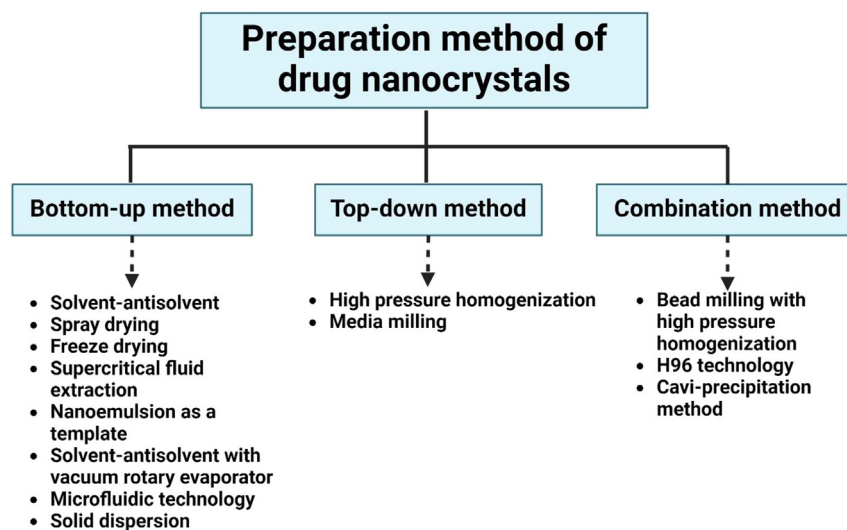 Preparation method of
drug nanocrystals
Bottom-up method
Top-down method
Combination method
• Solvent-antisolvent
• Spray drying
• Freeze drying
• Supercritical fluid
extraction
• Nanoemulsion as a
template
• Solvent-antisolvent with
vacuum rotary evaporator
• Microfluidic technology
• Solid dispersion
• High pressure homogenization
• Media milling
• Bead milling with
high pressure
homogenization
• H96 technology
• Cavi-precipitation
method